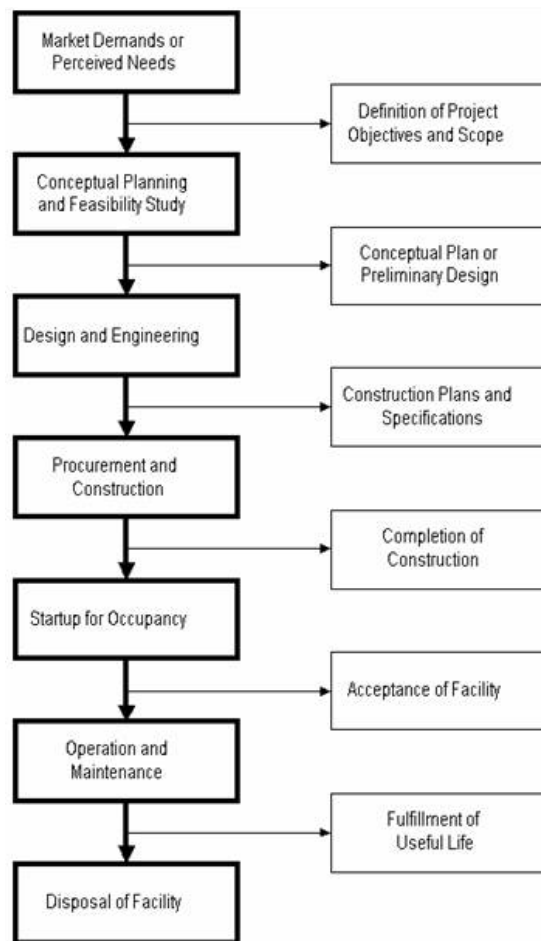 Market Demands or
Perceived Needs
Definition of Project
Objectives and Scope
Conceptual Planning
and Feasibility Study
Conceptual Plan or
Preliminary Design
Design and Engineering
Construction Plans and
Specifications
Procurement and
Construction
Completion of
Construction
Startup for Occupancy
Acceptance of Facility
Operation and
Maintenance
Fulfillment of
Useful Life
Disposal of Facility